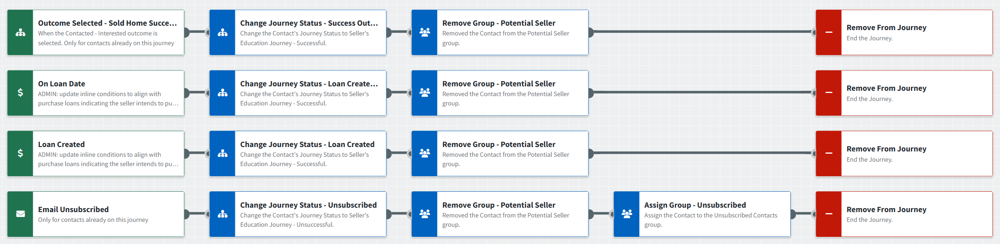 Outcome Selected - Sold Home Succe...
When the Contacted - Interested outcome is
selected. Only for contacts already on this journey
Change Journey Status - Success Out...
Change the Contact's Journey Status to Seller's
Education Journey - Successful.
Remove Group - Potential Seller
Removed the Contact from the Potential Seller
group.
Remove From Journey
End the Journey.
On Loan Date
ADMIN: update inline conditions to align with
purchase loans indicating the seller intends to pu...
Change Journey Status - Loan Create...
Change the Contact's Journey Status to Seller's
Education Journey - Successful.
Remove Group - Potential Seller
Removed the Contact from the Potential Seller
group.
Remove From Journey
End the Journey.
Loan Created
ADMIN: update inline conditions to align with
purchase loans indicating the seller intends to pu...
Change Journey Status - Loan Created
Change the Contact's Journey Status to Seller's
Education Journey - Successful.
Remove Group - Potential Seller
Removed the Contact from the Potential Seller
group.
Remove From Journey
End the Journey.
Email Unsubscribed
Only for contacts already on this journey
Change Journey Status - Unsubscribed
Change the Contact's Journey Status to Seller's
Education Journey - Unsuccessful.
Remove Group - Potential Seller
Removed the Contact from the Potential Seller
group.
Assign Group - Unsubscribed
Assign the Contact to the Unsubscribed Contacts
group.
Remove From Journey
End the Journey.